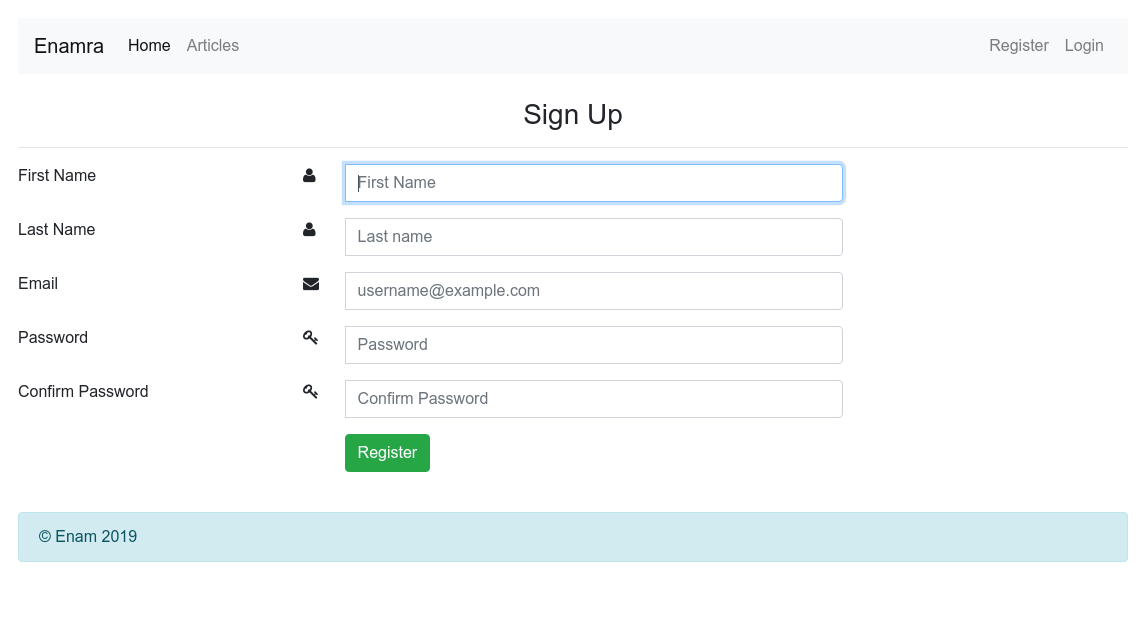 Enamra Home Articles Register Login
Sign Up
First Name First Name
Last Name Last name
Email username@example.com
Password Password
Confirm Password Confirm Password
Register
© Enam 2019